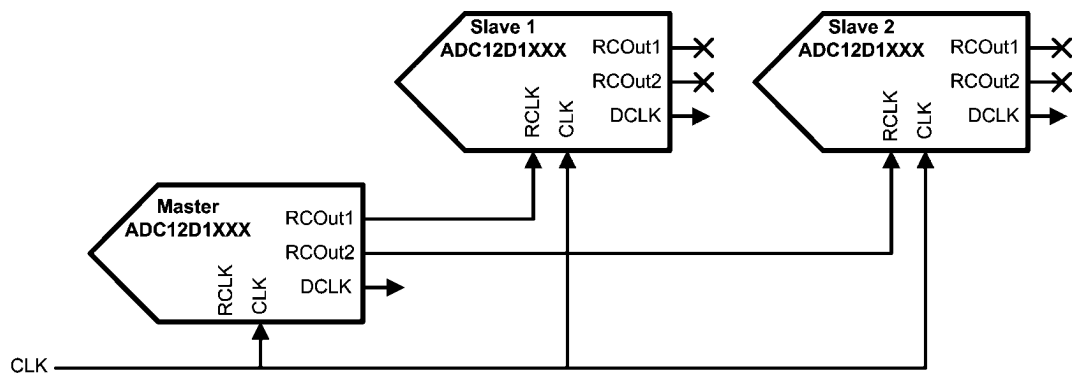 Slave 1
ADC12D1XXX
RCOut1
RCOut2
DCLK
RCLK
CLK
Slave 2
ADC12D1XXX
RCOut1
RCOut2
DCLK
RCLK
CLK
Master
ADC12D1XXX
RCOut1
RCOut2
DCLK
RCLK
CLK
CLK